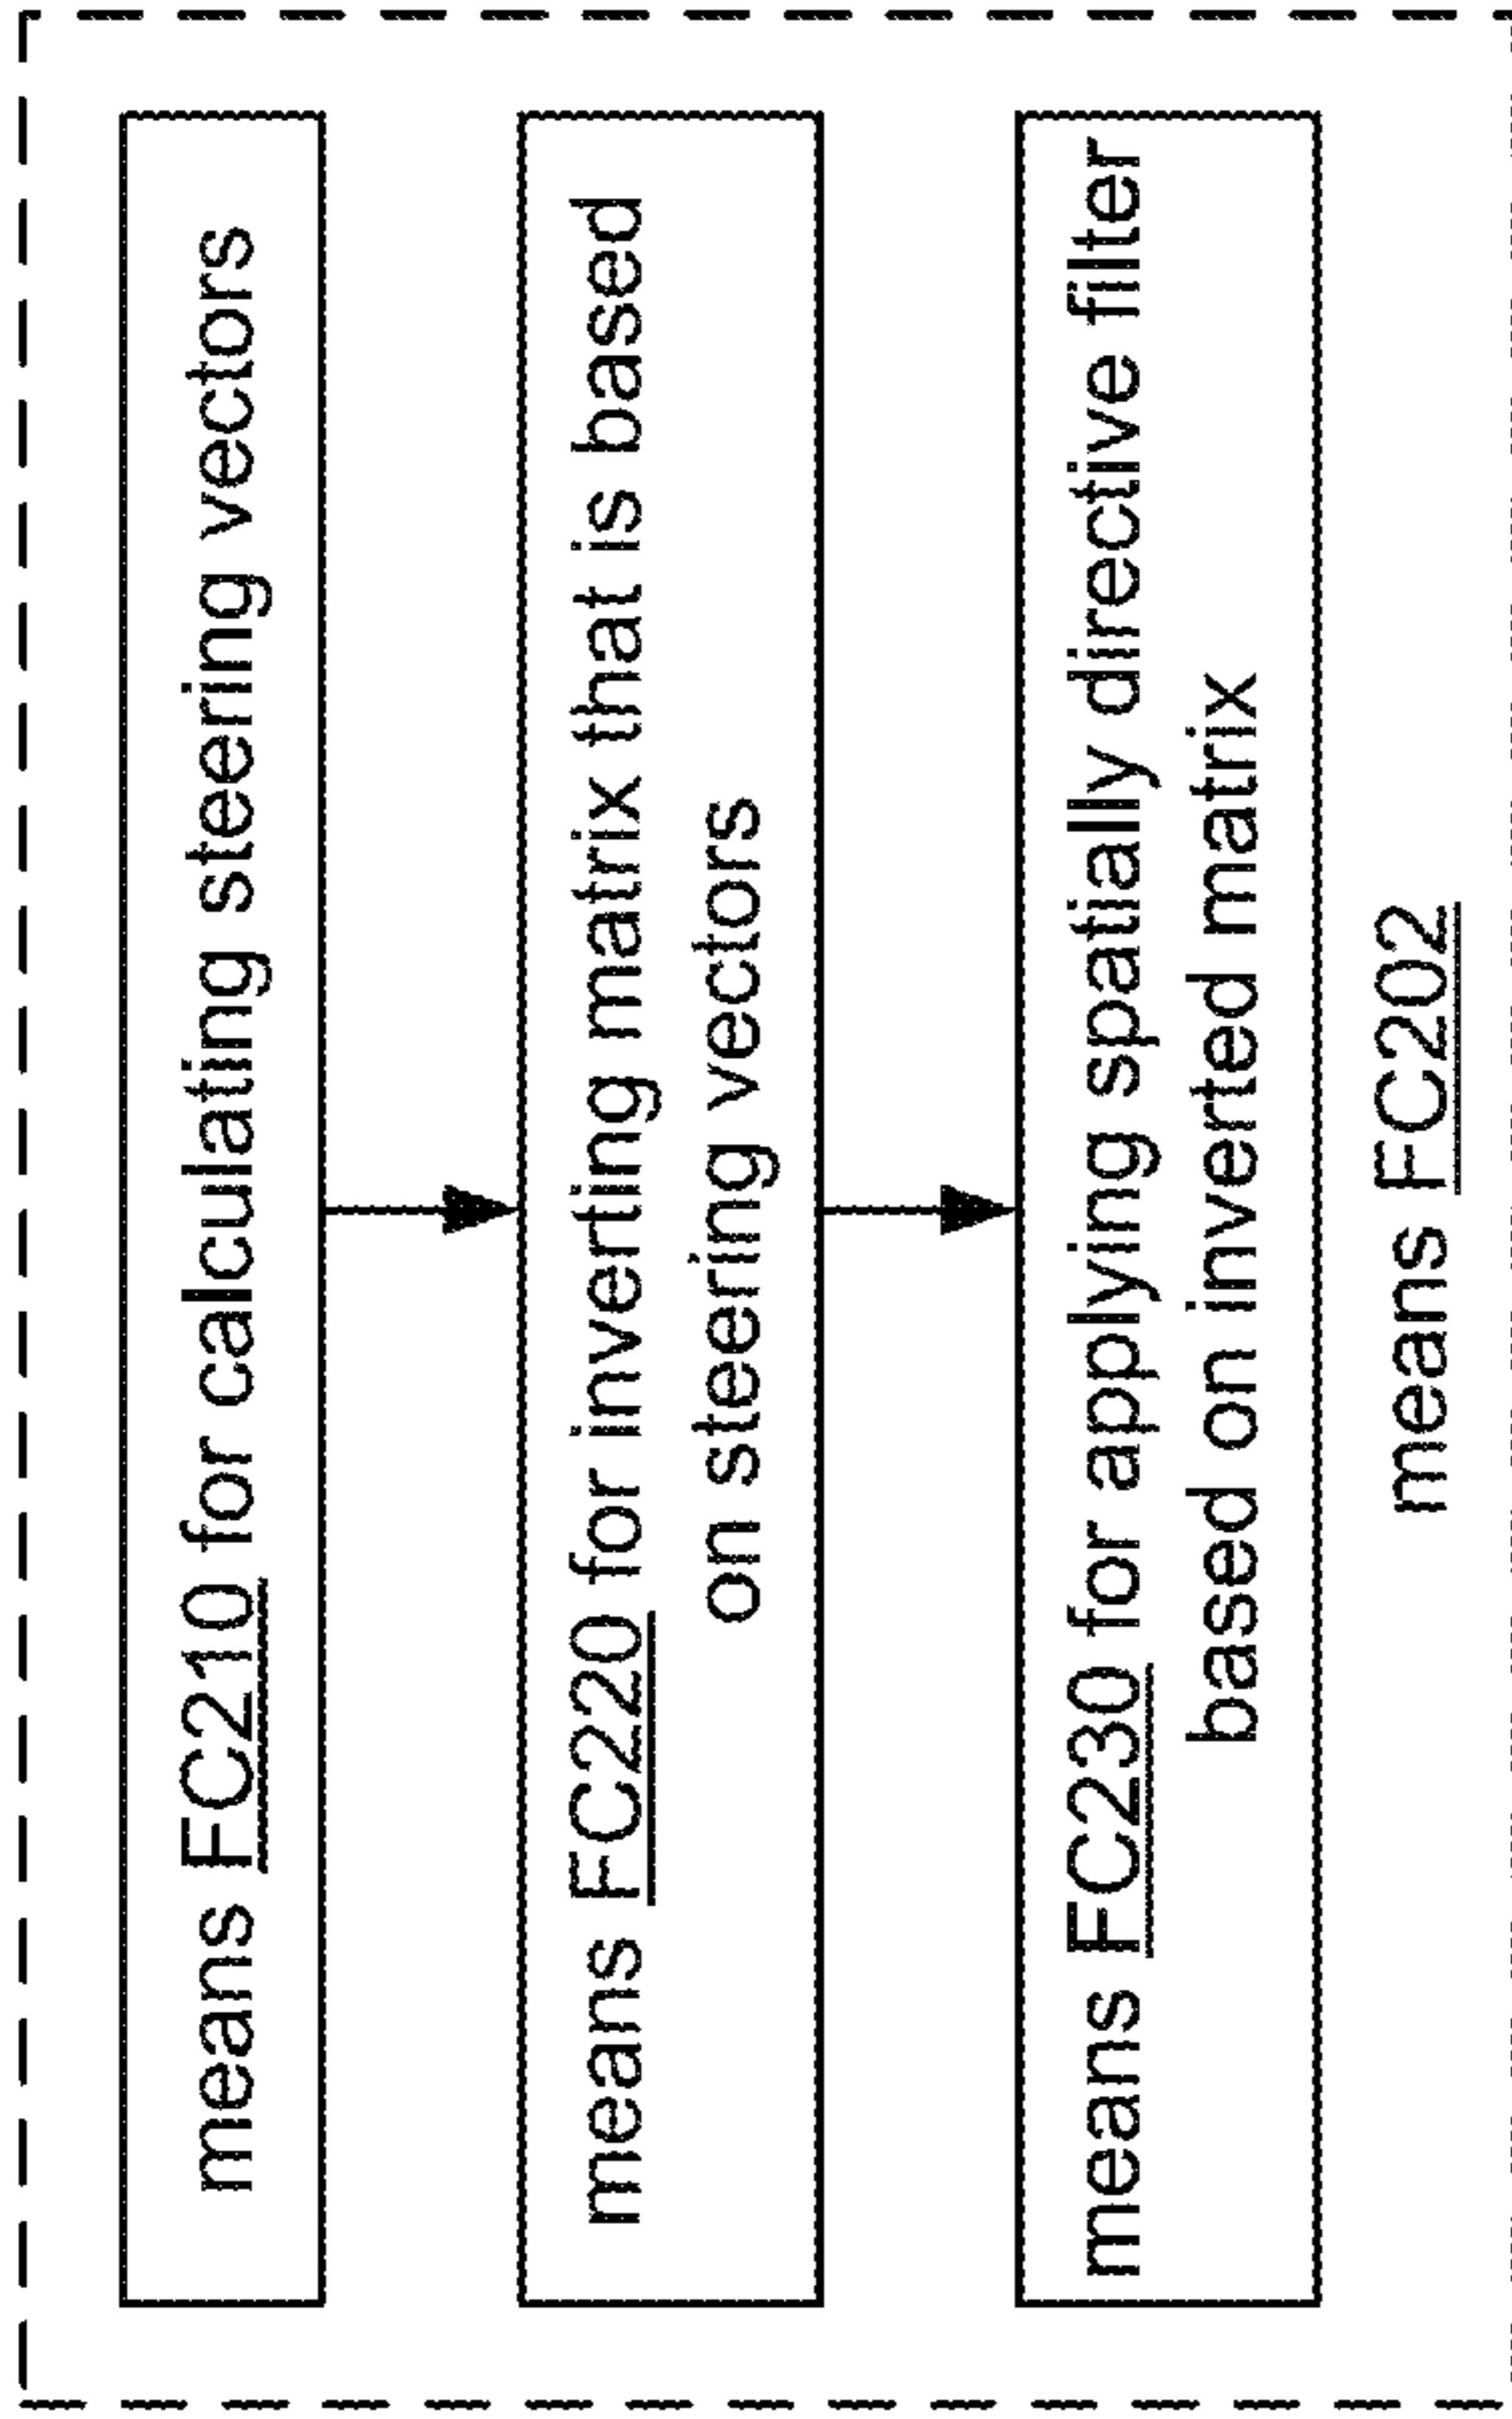 means FC210 for calculating steering vectors
means FC220 for inverting matrix that is based
on steering vectors
means FC230 for applying spatially directive filter
based on inverted matrix
means FC202